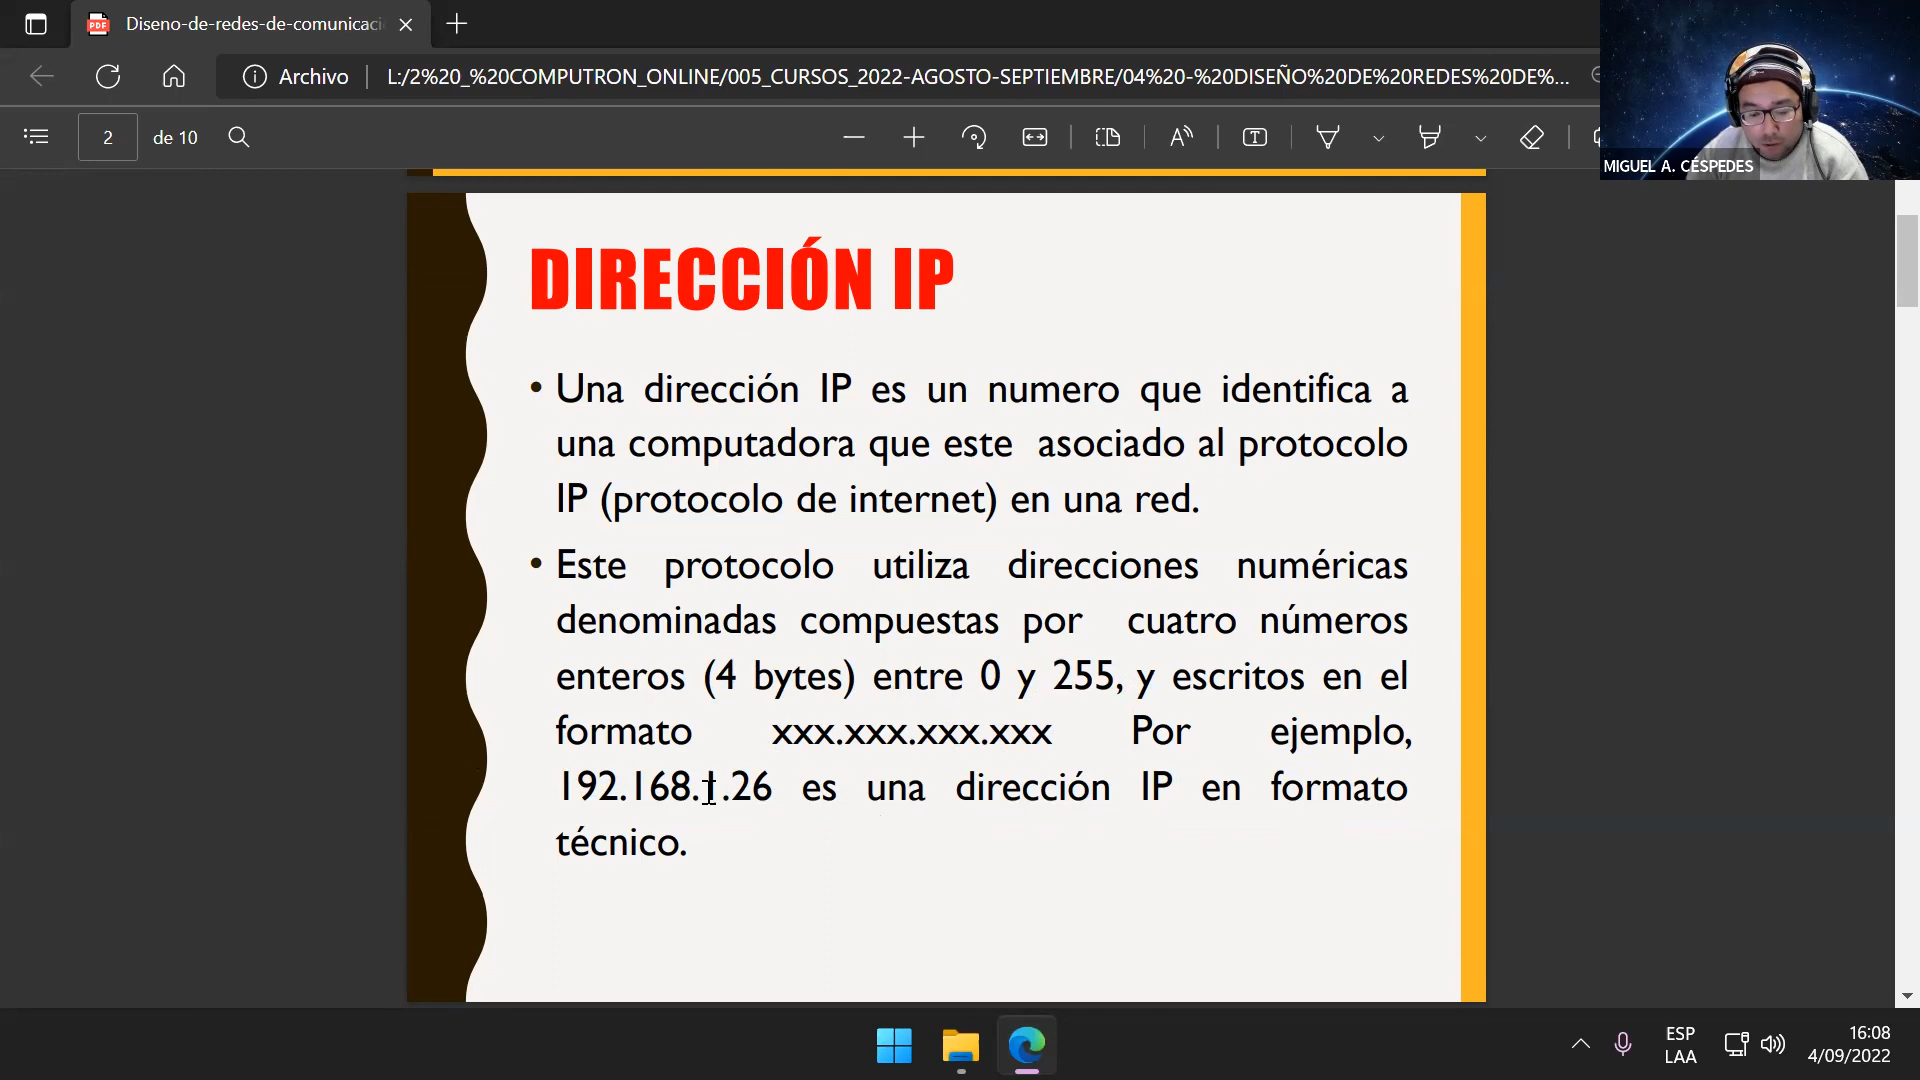 Diseno-de-redes-de-comunicaci
Archivo
L:/2%20_%20COMPUTRON_ONLINE/005_CURSOS_2022-AGOSTO-SEPTIEMBRE/04%20-%20DISEÑO%20DE%20REDES%20DE%...
MIGUEL A. CÉSPEDES
2 de 10
DIRECCIÓN IP
• Una dirección IP es un numero que identifica a
una computadora que este asociado al protocolo
IP (protocolo de internet) en una red.
• Este protocolo utiliza direcciones numéricas
denominadas compuestas por cuatro números
enteros (4 bytes) entre 0 y 255, y escritos en el
formato xxx.xxx.xxx.xxx Por ejemplo,
192.168.1.26 es una dirección IP en formato
técnico.
ESP
LAA
16:08
4/09/2022